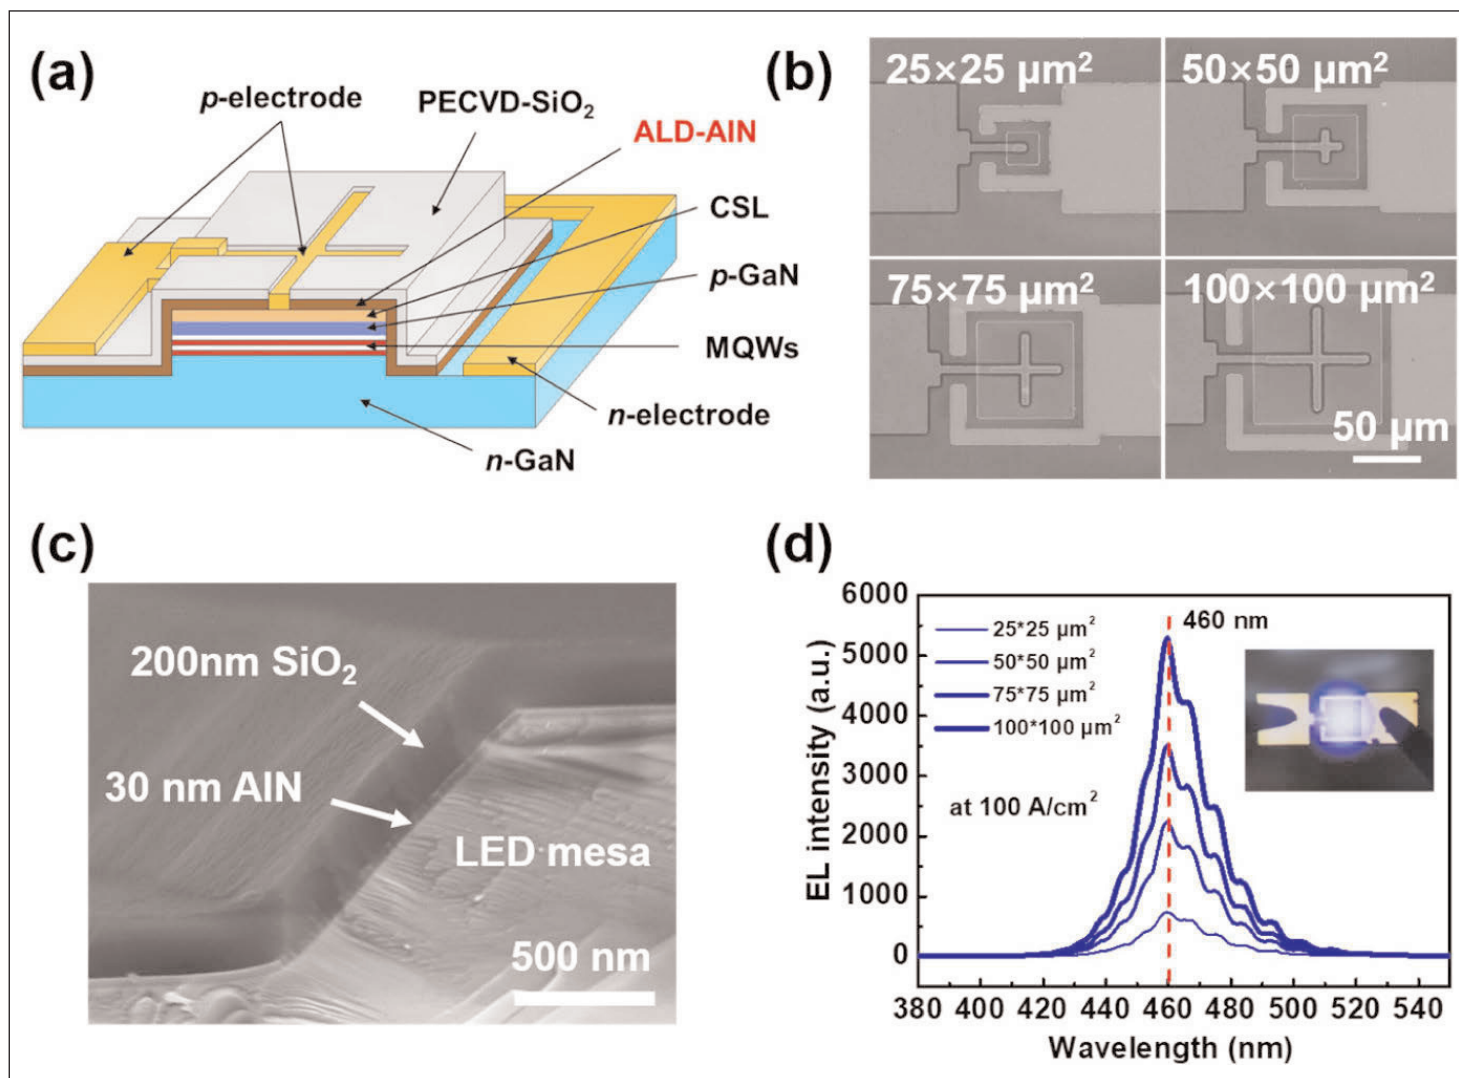 (a)
p-electrode
PECVD-SiO₂
ALD-AlN
CSL
p-GaN
MQWs
n-electrode
n-GaN
(b)
25×25 µm²
50×50 µm²
75×75 µm²
100×100 µm²
50 µm
(c)
200nm SiO₂
30 nm AlN
LED mesa
500 nm
(d)
6000
5000
4000
3000
2000
1000
0
EL intensity (a.u.)
460 nm
25*25 µm²
50*50 µm²
75*75 µm²
100*100 µm²
at 100 A/cm²
380 400 420 440 460 480 500 520 540
Wavelength (nm)